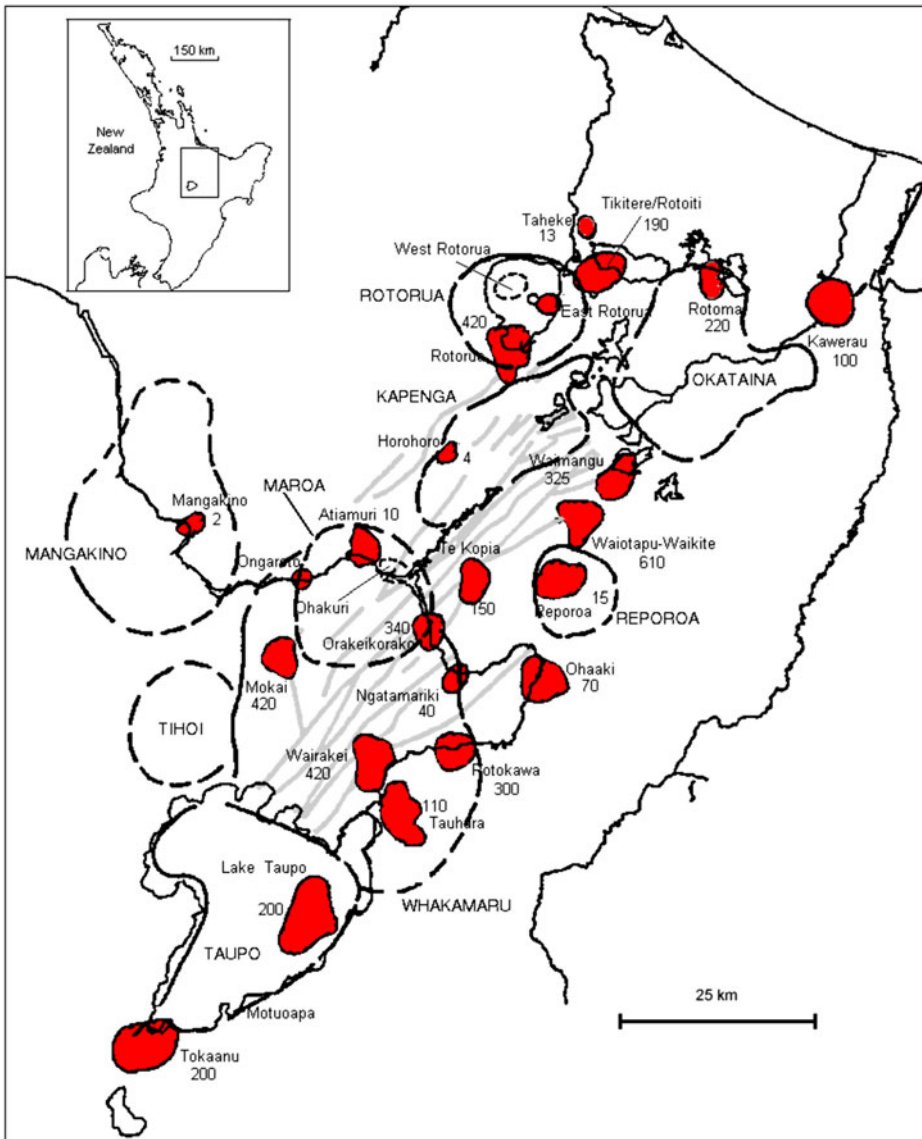 150 km
New
Zealand
Taheke
13
Tikitere/Rotoiti
190
West Rotorua
ROTORUA
420
East Rotorua
Rotorua
Rotoma
220
Kawerau
100
OKATAINA
KAPENGA
Horohoro
4
Waimangu
325
MAROA
Mangakino
2
Atiamuri 10
MANGAKINO
Ongaroto
Te Kopia
150
Waiotapu-Waikite
610
Ohakuri
Reporoa
15
REPOROA
340
Orakeikorako
Mokai
420
Ngatamariki
40
Ohaaki
70
TIHOI
Wairakei
420
Rotokawa
300
110
Tauhara
Lake Taupo
200
WHAKAMARU
TAUPO
Motuoapa
25 km
Tokaanu
200